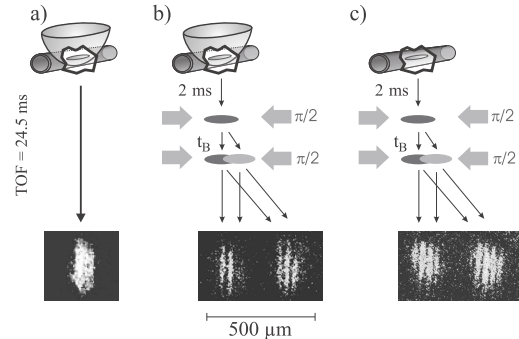 a) b) c)
2 ms 2 ms
π/2 π/2
t_B t_B
π/2 π/2
TOF = 24.5 ms
500 µm